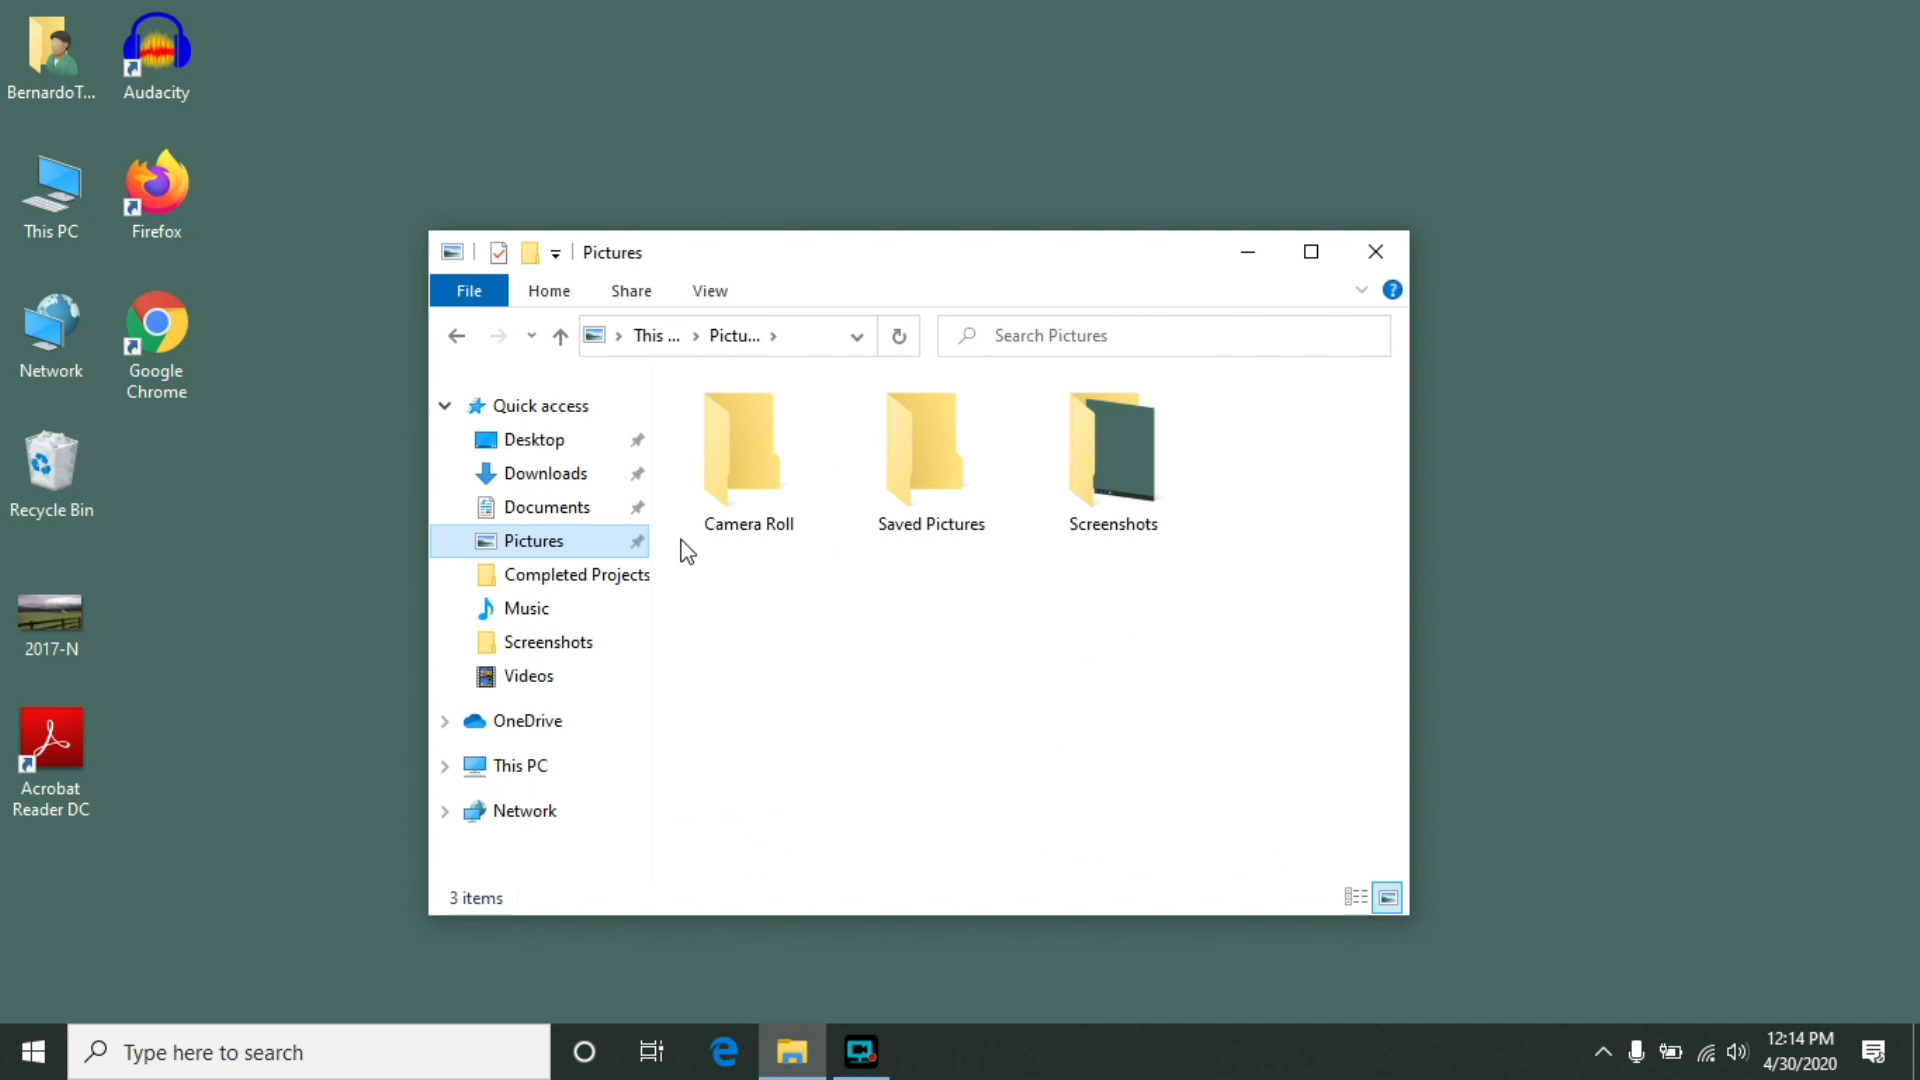 BernardoT...
Audacity
This PC
Firefox
Network
Google
Chrome
Recycle Bin
2017-N
Acrobat
Reader DC
Pictures
File
Home
Share
View
?
This ...
Pictu...
Search Pictures
Quick access
Desktop
Downloads
Documents
Pictures
Completed Projects
Music
Screenshots
Videos
OneDrive
This PC
Network
Camera Roll
Saved Pictures
Screenshots
3 items
Type here to search
12:14 PM
4/30/2020